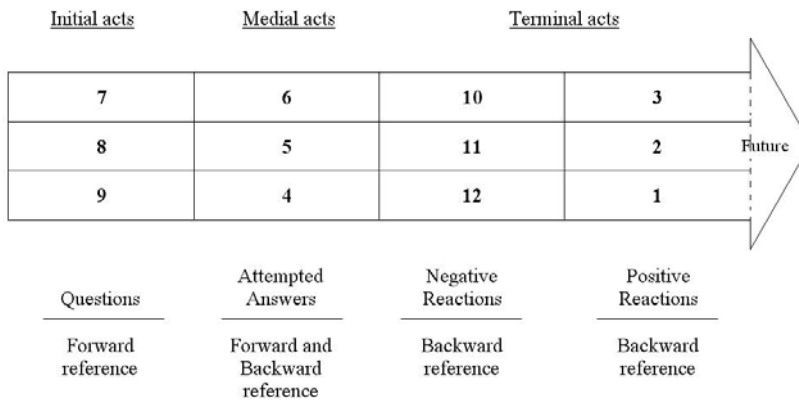 Initial acts Medial acts Terminal acts
7 6 10 3
8 5 11 2
Future
9 4 12 1
Questions
Forward
reference
Attempted
Answers
Forward and
Backward
reference
Negative
Reactions
Backward
reference
Positive
Reactions
Backward
reference